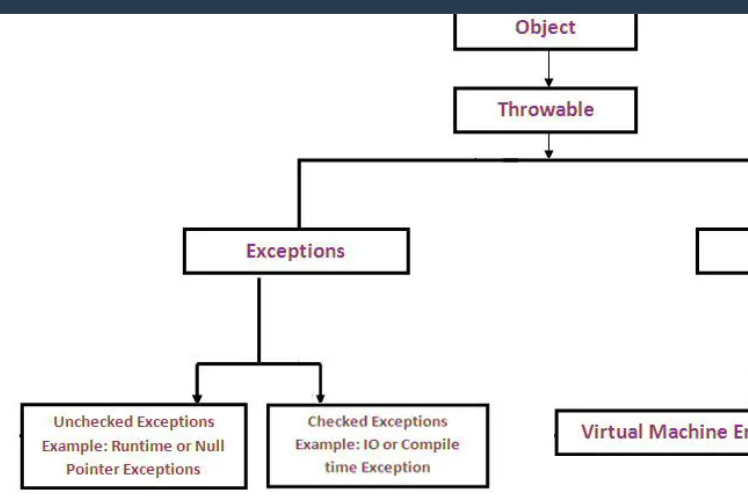 Object
Throwable
Exceptions
Unchecked Exceptions
Example: Runtime or Null
Pointer Exceptions
Checked Exceptions
Example: IO or Compile
time Exception
Virtual Machine